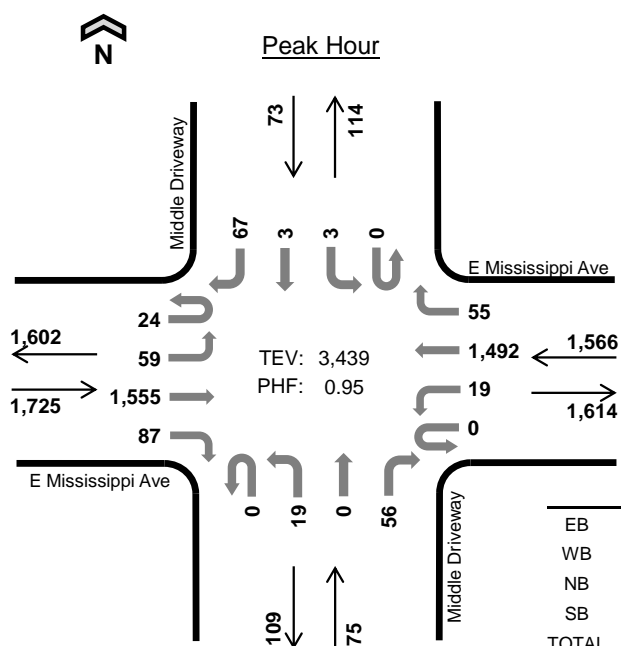 Peak Hour
N
73
114
Middle Driveway
67
3
3
0
E Mississippi Ave
24
55
1,602
59
TEV: 3,439
1,492
1,566
1,725
1,555
PHF: 0.95
19
1,614
87
0
E Mississippi Ave
0
19
0
56
Middle Driveway
EB
WB
NB
SB
TOTAL
109
75